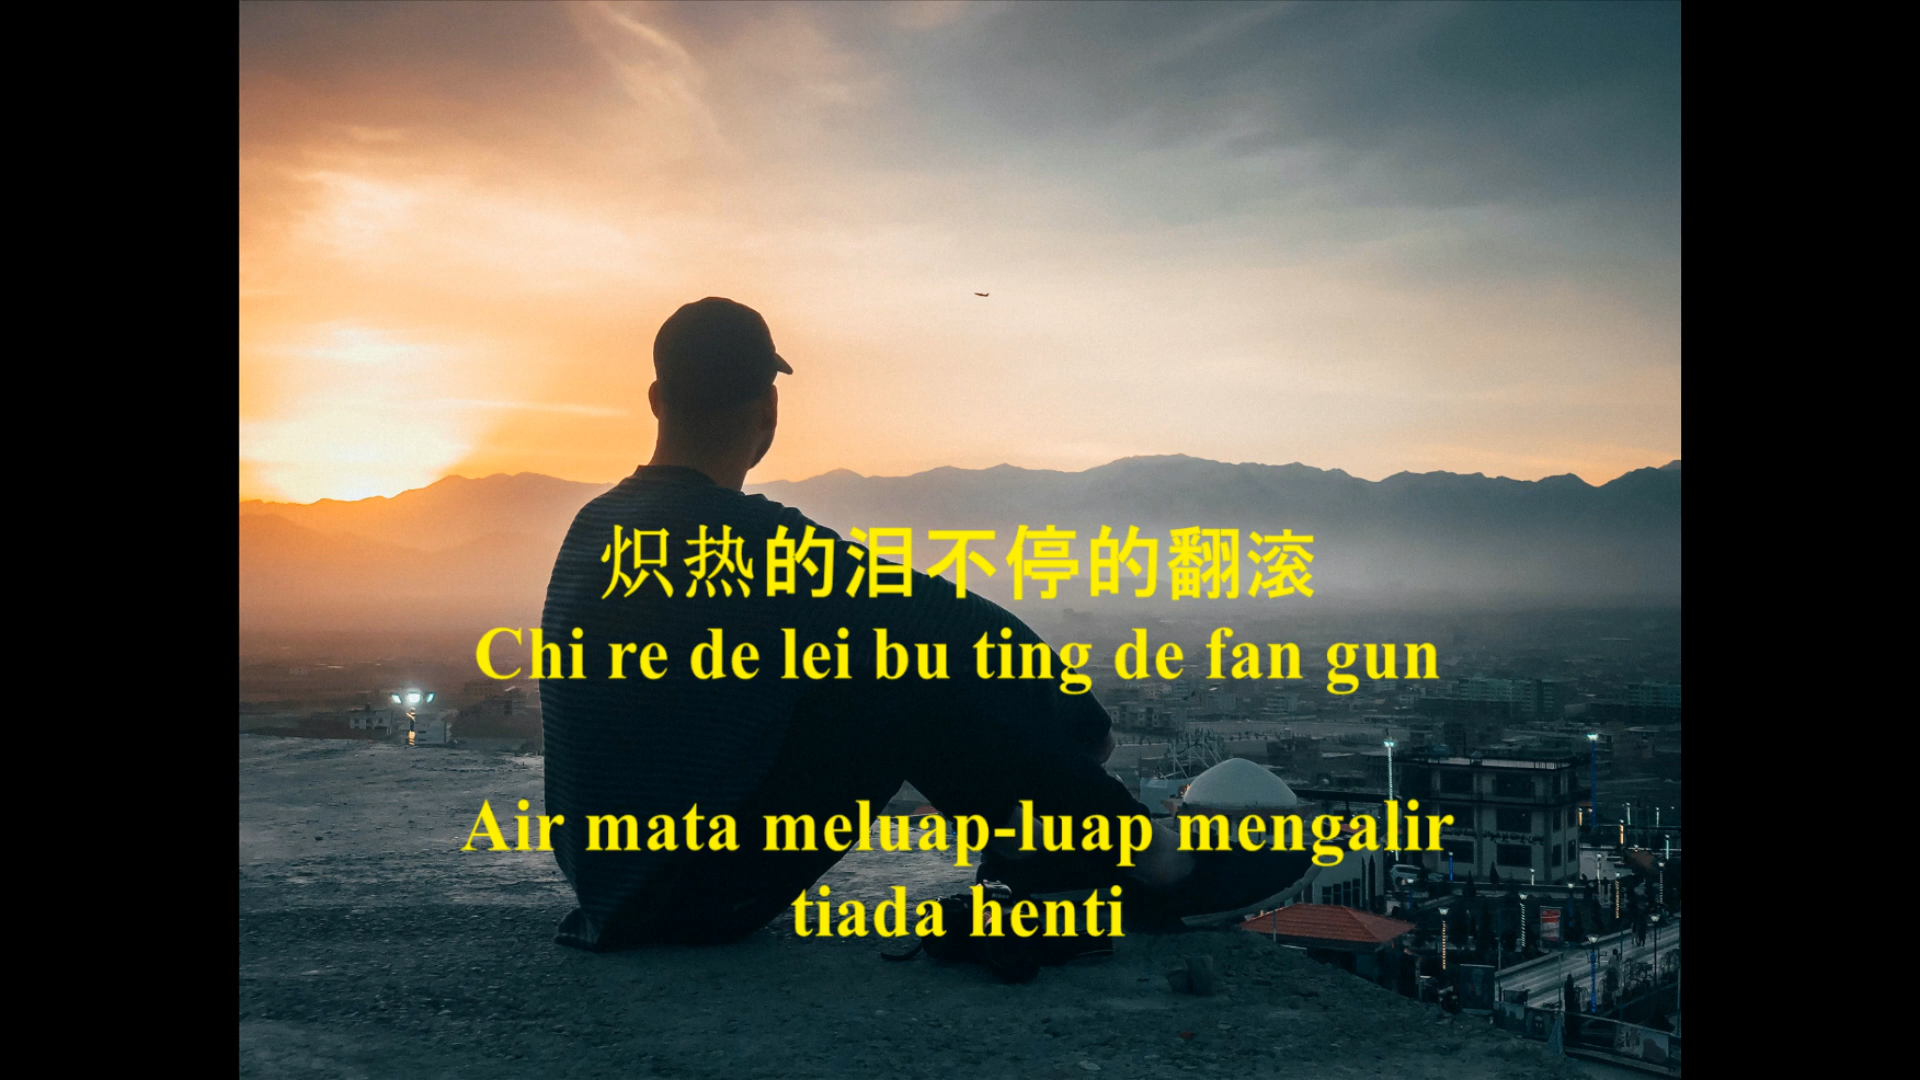 炽热的泪不停的翻滚
Chi re de lei bu ting de fan gun
Air mata meluap-luap mengalir
tiada henti